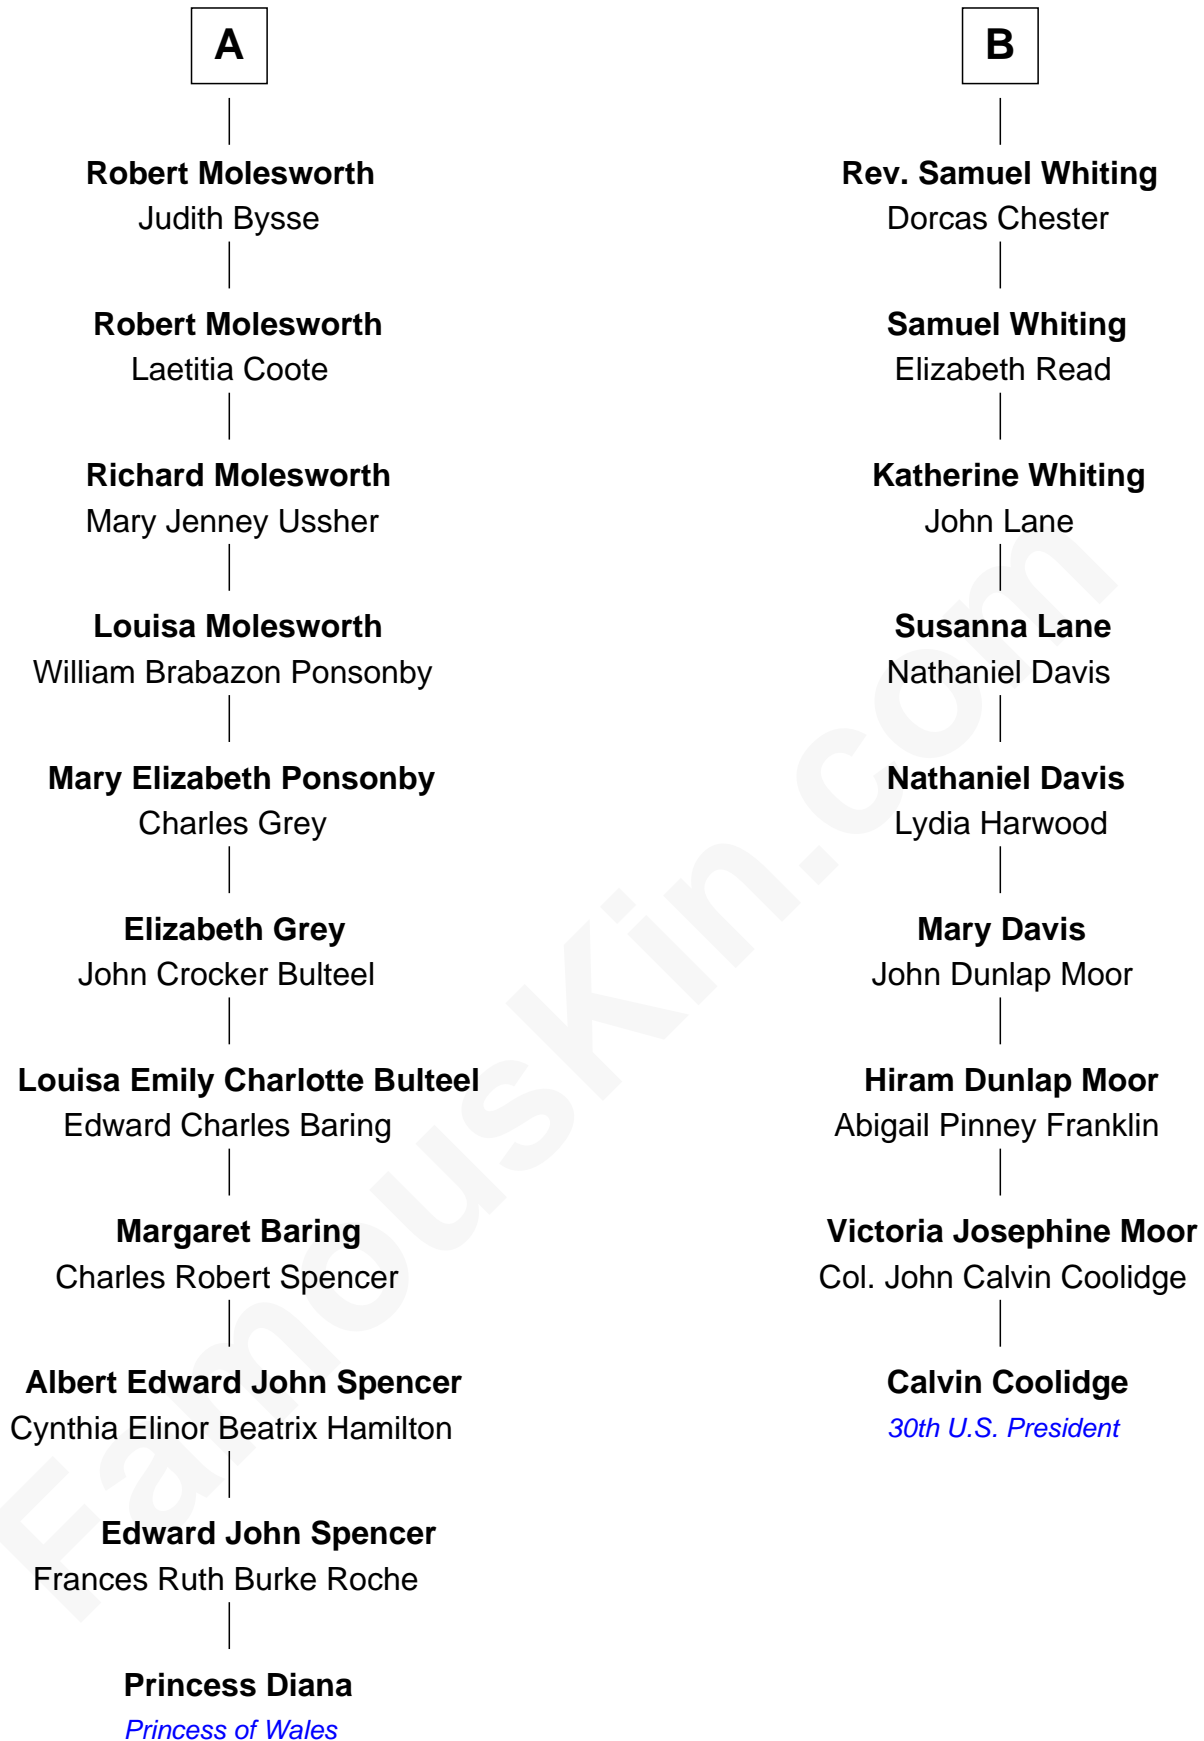 A
Robert Molesworth
Judith Bysse
Robert Molesworth
Laetitia Coote
Richard Molesworth
Mary Jenney Ussher
Louisa Molesworth
William Brabazon Ponsonby
Mary Elizabeth Ponsonby
Charles Grey
Elizabeth Grey
John Crocker Bulteel
Louisa Emily Charlotte Bulteel
Edward Charles Baring
Margaret Baring
Charles Robert Spencer
Albert Edward John Spencer
Cynthia Elinor Beatrix Hamilton
Edward John Spencer
Frances Ruth Burke Roche
Princess Diana
Princess of Wales
B
Rev. Samuel Whiting
Dorcas Chester
Samuel Whiting
Elizabeth Read
Katherine Whiting
John Lane
Susanna Lane
Nathaniel Davis
Nathaniel Davis
Lydia Harwood
Mary Davis
John Dunlap Moor
Hiram Dunlap Moor
Abigail Pinney Franklin
Victoria Josephine Moor
Col. John Calvin Coolidge
Calvin Coolidge
30th U.S. President
FamousKin.com